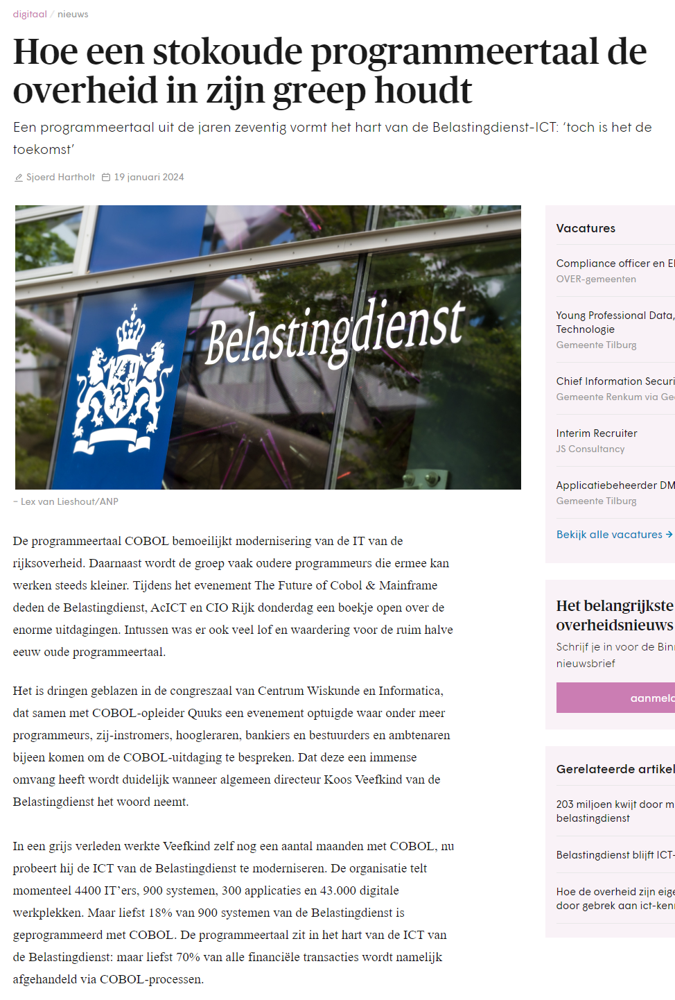 digitaal / nieuws
Hoe een stokoude programmeertaal de
overheid in zijn greep houdt
Een programmeertaal uit de jaren zeventig vormt het hart van de Belastingdienst-ICT: ‘toch is het de
toekomst’
Sjoerd Hartholt 19 januari 2024
Belastingdienst
– Lex van Lieshout/ANP
De programmeertaal COBOL bemoeilijkt modernisering van de IT van de
rijksoverheid. Daarnaast wordt de groep vaak oudere programmeurs die ermee kan
werken steeds kleiner. Tijdens het evenement The Future of Cobol & Mainframe
deden de Belastingdienst, AcICT en CIO Rijk donderdag een boekje open over de
enorme uitdagingen. Intussen was er ook veel lof en waardering voor de ruim halve
eeuw oude programmeertaal.
Het is dringen geblazen in de congreszaal van Centrum Wiskunde en Informatica,
dat samen met COBOL-opleider Quuks een evenement optuigde waar onder meer
programmeurs, zij-instromers, hoogleraren, bankiers en bestuurders en ambtenaren
bijeen komen om de COBOL-uitdaging te bespreken. Dat deze een immense
omvang heeft wordt duidelijk wanneer algemeen directeur Koos Veefkind van de
Belastingdienst het woord neemt.
In een grijs verleden werkte Veefkind zelf nog een aantal maanden met COBOL, nu
probeert hij de ICT van de Belastingdienst te moderniseren. De organisatie telt
momenteel 4400 IT’ers, 900 systemen, 300 applicaties en 43.000 digitale
werkplekken. Maar liefst 18% van 900 systemen van de Belastingdienst is
geprogrammeerd met COBOL. De programmeertaal zit in het hart van de ICT van
de Belastingdienst: maar liefst 70% van alle financiële transacties wordt namelijk
afgehandeld via COBOL-processen.
Vacatures
Compliance officer en
OVER-gemeenten
Young Professional Data,
Technologie
Gemeente Tilburg
Chief Information
Gemeente Renkum via
Interim Recruiter
JS Consultancy
Applicatiebeheerder
Gemeente Tilburg
Bekijk alle vacatures →
Het belangrijkste
overheidsnieuws
Schrijf je in voor de
nieuwsbrief
Gerelateerde
203 miljoen kwijt door
belastingdienst
Belastingdienst blijft ICT-
Hoe de overheid zijn
door gebrek aan